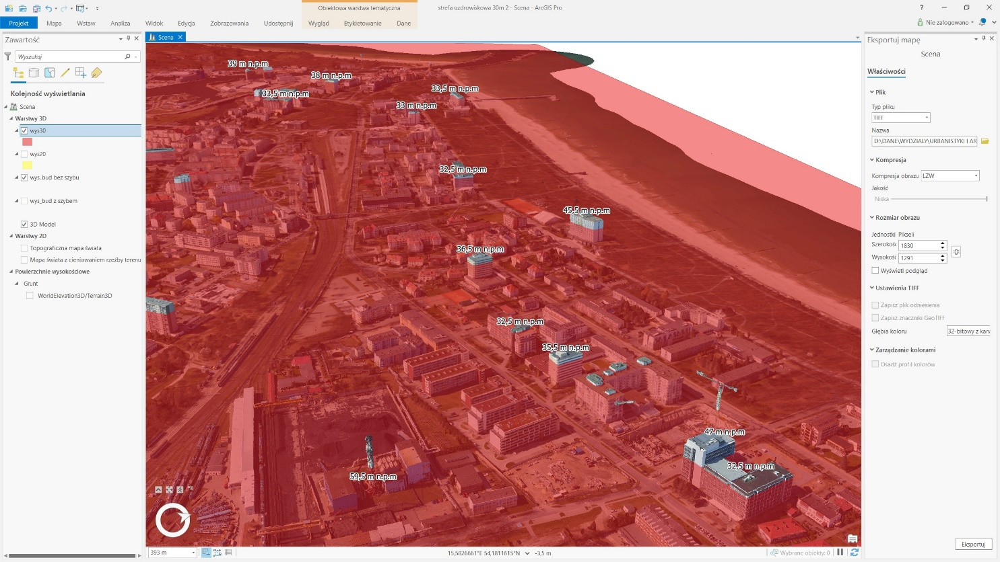 Obiektowa warstwa tematyczna
strefa uzdrowiskowa 30m 2 - Scena - ArcGIS Pro
?
Projekt
Mapa
Wstaw
Analiza
Widok
Edycja
Zobrazowania
Udostępnij
Wygląd
Etykietowanie
Dane
Nie zalogowano
Zawartość
Wyszukaj
Kolejność wyświetlania
Scena
Warstwy 3D
wys30
wys20
wys_bud bez szybu
wys_bud z szybem
3D Model
Warstwy 2D
Topograficzna mapa świata
Mapa świata z cieniowaniem rzeźby terenu
Powierzchnie wysokościowe
Grunt
WorldElevation3D/Terrain3D
Scena
39 m n.p.m
38 m n.p.m
33,5 m n.p.m
33,5 m n.p.m
33 m n.p.m
32,5 m n.p.m
45,5 m n.p.m
36,5 m n.p.m
32,5 m n.p.m
35,5 m n.p.m
47 m n.p.m
32,5 m n.p.m
59,5 m n.p.m
393 m
15,5826661°E 54,1811615°N
-3,5 m
Wybrane obiekty: 0
Eksportuj mapę
Scena
Właściwości
Plik
Typ pliku
TIFF
Nazwa
D:\DANE\WYDZIALY\URBANISTYKI I AR
Kompresja
Kompresja obrazu LZW
Jakość
Niska
Rozmiar obrazu
Jednostki Pikseli
Szerokość 1830
Wysokość 1291
Wyświetl podgląd
Ustawienia TIFF
Zapisz plik odniesienia
Zapisz znaczniki GeoTIFF
Głębia koloru 32-bitowy z kana
Zarządzanie kolorami
Osadź profil kolorów
Eksportuj